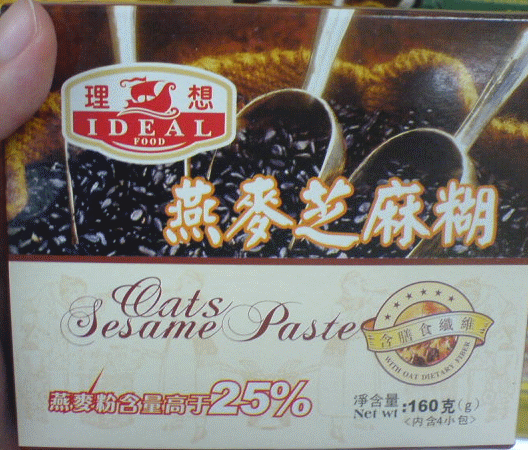 理 想
IDEAL
FOOD
燕麥芝麻糊
Oats
Sesame Paste
含膳食纖維
WITH OAT DIETARY FIBER
燕麥粉含量高于25%
淨含量
Net wt :160克(g)
<内含4小包>